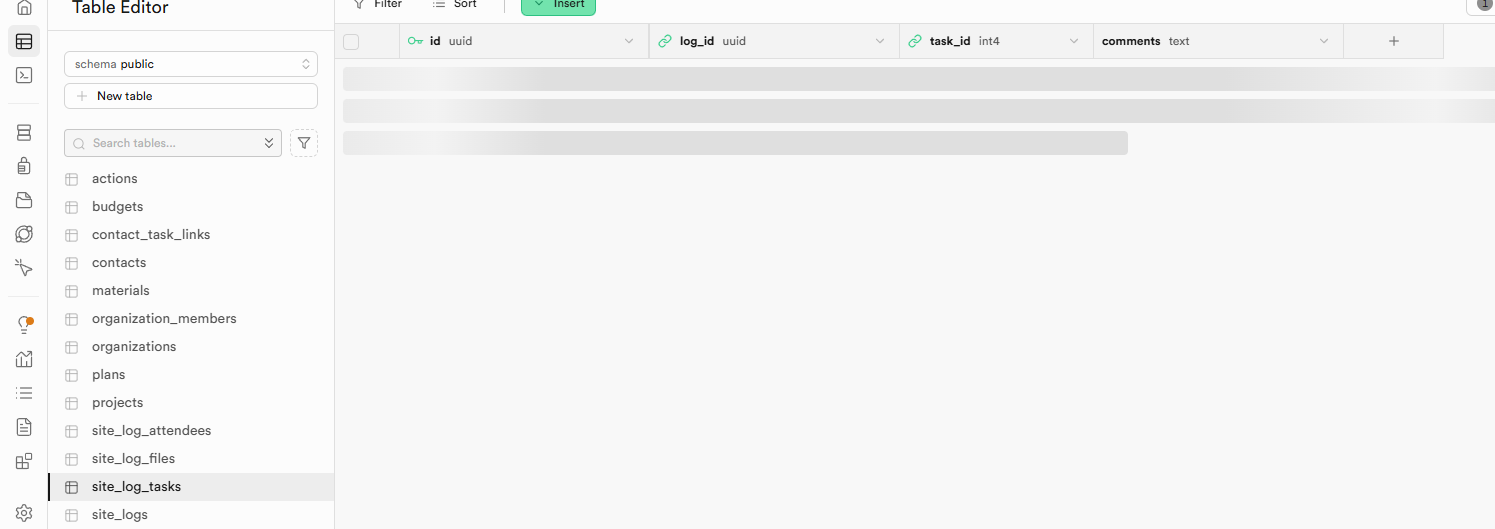 Table Editor
schema public
New table
Search tables...
actions
budgets
contact_task_links
contacts
materials
organization_members
organizations
plans
projects
site_log_attendees
site_log_files
site_log_tasks
site_logs
Filter Sort Insert 1
id uuid log_id uuid task_id int4 comments text